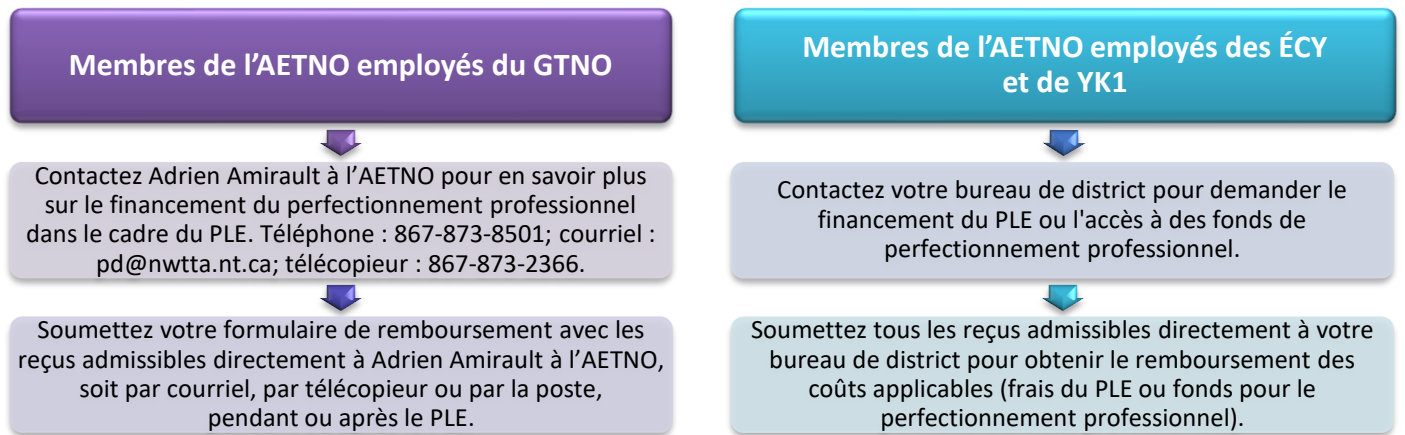 Membres de l’AETNO employés du GTNO
Contactez Adrien Amirault à l’AETNO pour en savoir plus
sur le financement du perfectionnement professionnel
dans le cadre du PLE. Téléphone : 867-873-8501; courriel :
pd@nwtta.nt.ca; télécopieur : 867-873-2366.
Soumettez votre formulaire de remboursement avec les
reçus admissibles directement à Adrien Amirault à l’AETNO,
soit par courriel, par télécopieur ou par la poste,
pendant ou après le PLE.
Membres de l’AETNO employés des ÉCY
et de YK1
Contactez votre bureau de district pour demander le
financement du PLE ou l'accès à des fonds de
perfectionnement professionnel.
Soumettez tous les reçus admissibles directement à votre
bureau de district pour obtenir le remboursement des
coûts applicables (frais du PLE ou fonds pour le
perfectionnement professionnel).